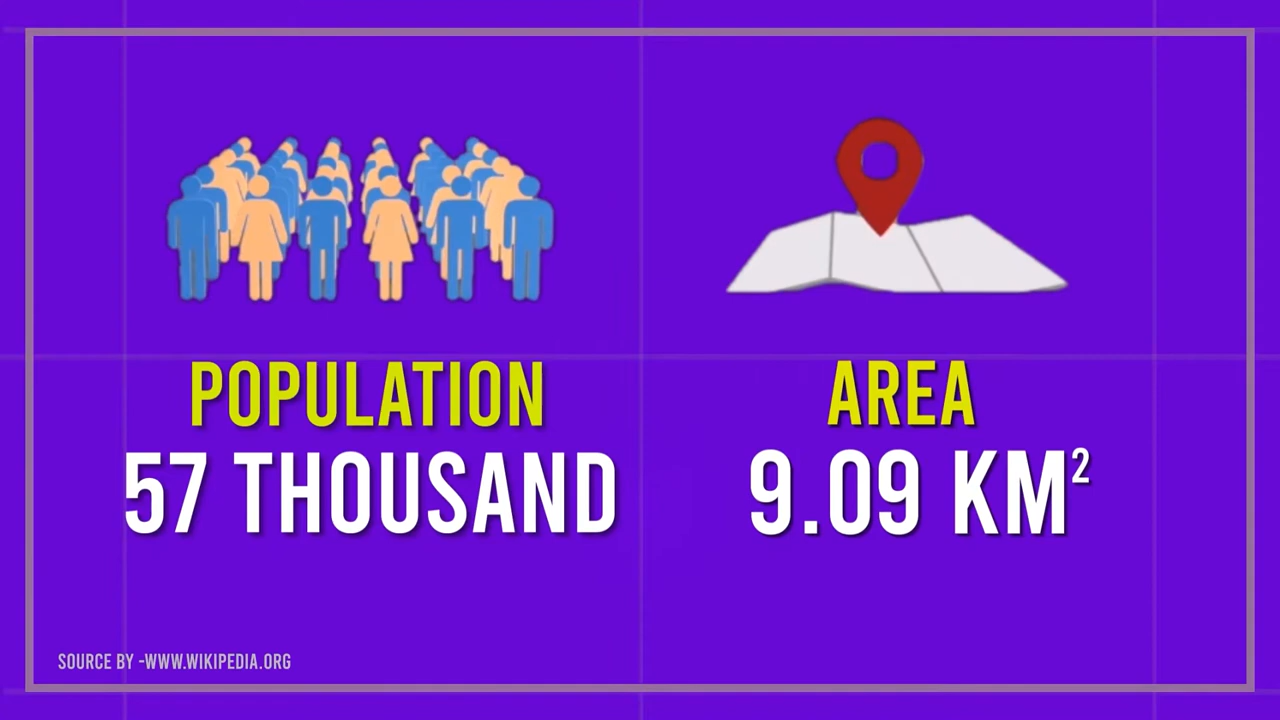 POPULATION
57 THOUSAND
AREA
9.09 KM²
SOURCE BY -WWW.WIKIPEDIA.ORG